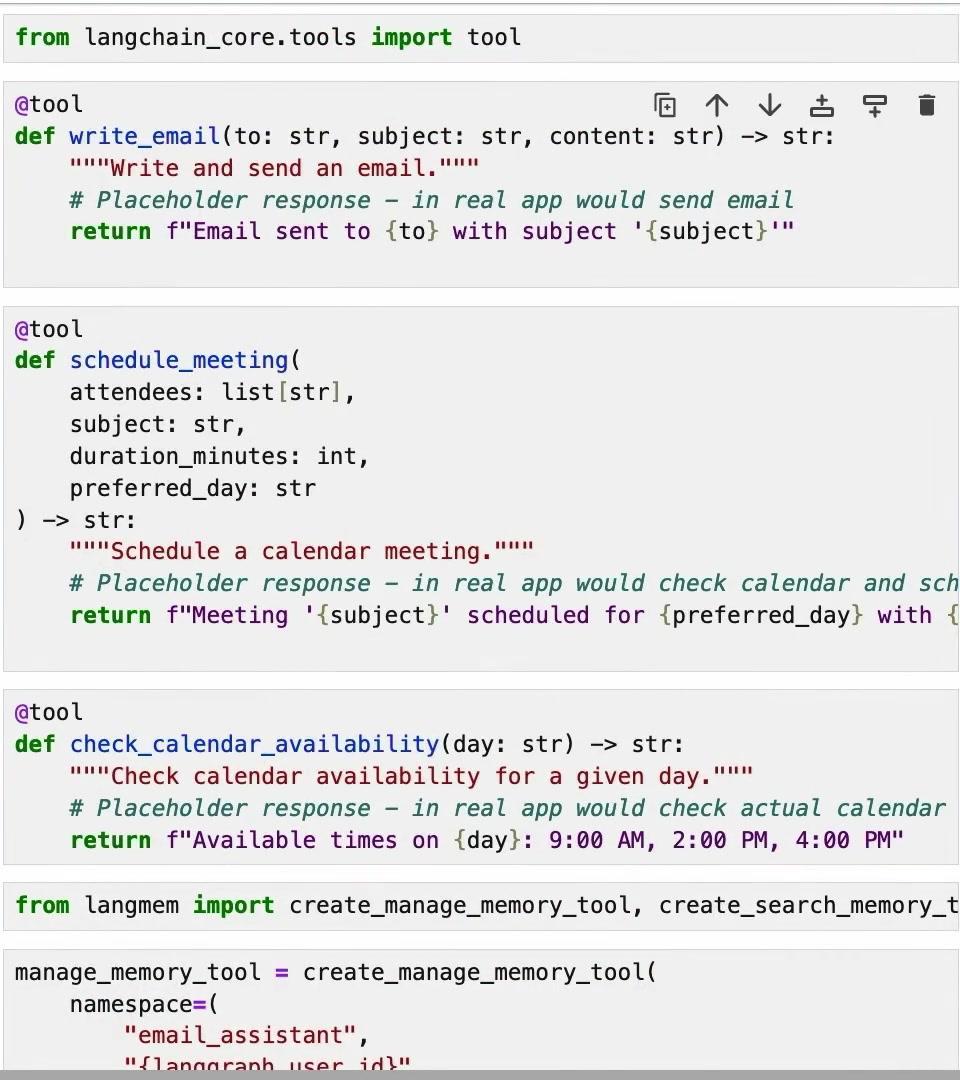 from langchain_core.tools import tool
@tool
def write_email(to: str, subject: str, content: str) -> str:
    """Write and send an email."""
    # Placeholder response – in real app would send email
    return f"Email sent to {to} with subject '{subject}'"
@tool
def schedule_meeting(
    attendees: list[str],
    subject: str,
    duration_minutes: int,
    preferred_day: str
) -> str:
    """Schedule a calendar meeting."""
    # Placeholder response – in real app would check calendar and sch
    return f"Meeting '{subject}' scheduled for {preferred_day} with {
@tool
def check_calendar_availability(day: str) -> str:
    """Check calendar availability for a given day."""
    # Placeholder response – in real app would check actual calendar
    return f"Available times on {day}: 9:00 AM, 2:00 PM, 4:00 PM"
from langmem import create_manage_memory_tool, create_search_memory_t
manage_memory_tool = create_manage_memory_tool(
    namespace=(
        "email_assistant",
        "{langgraph_user_id}"